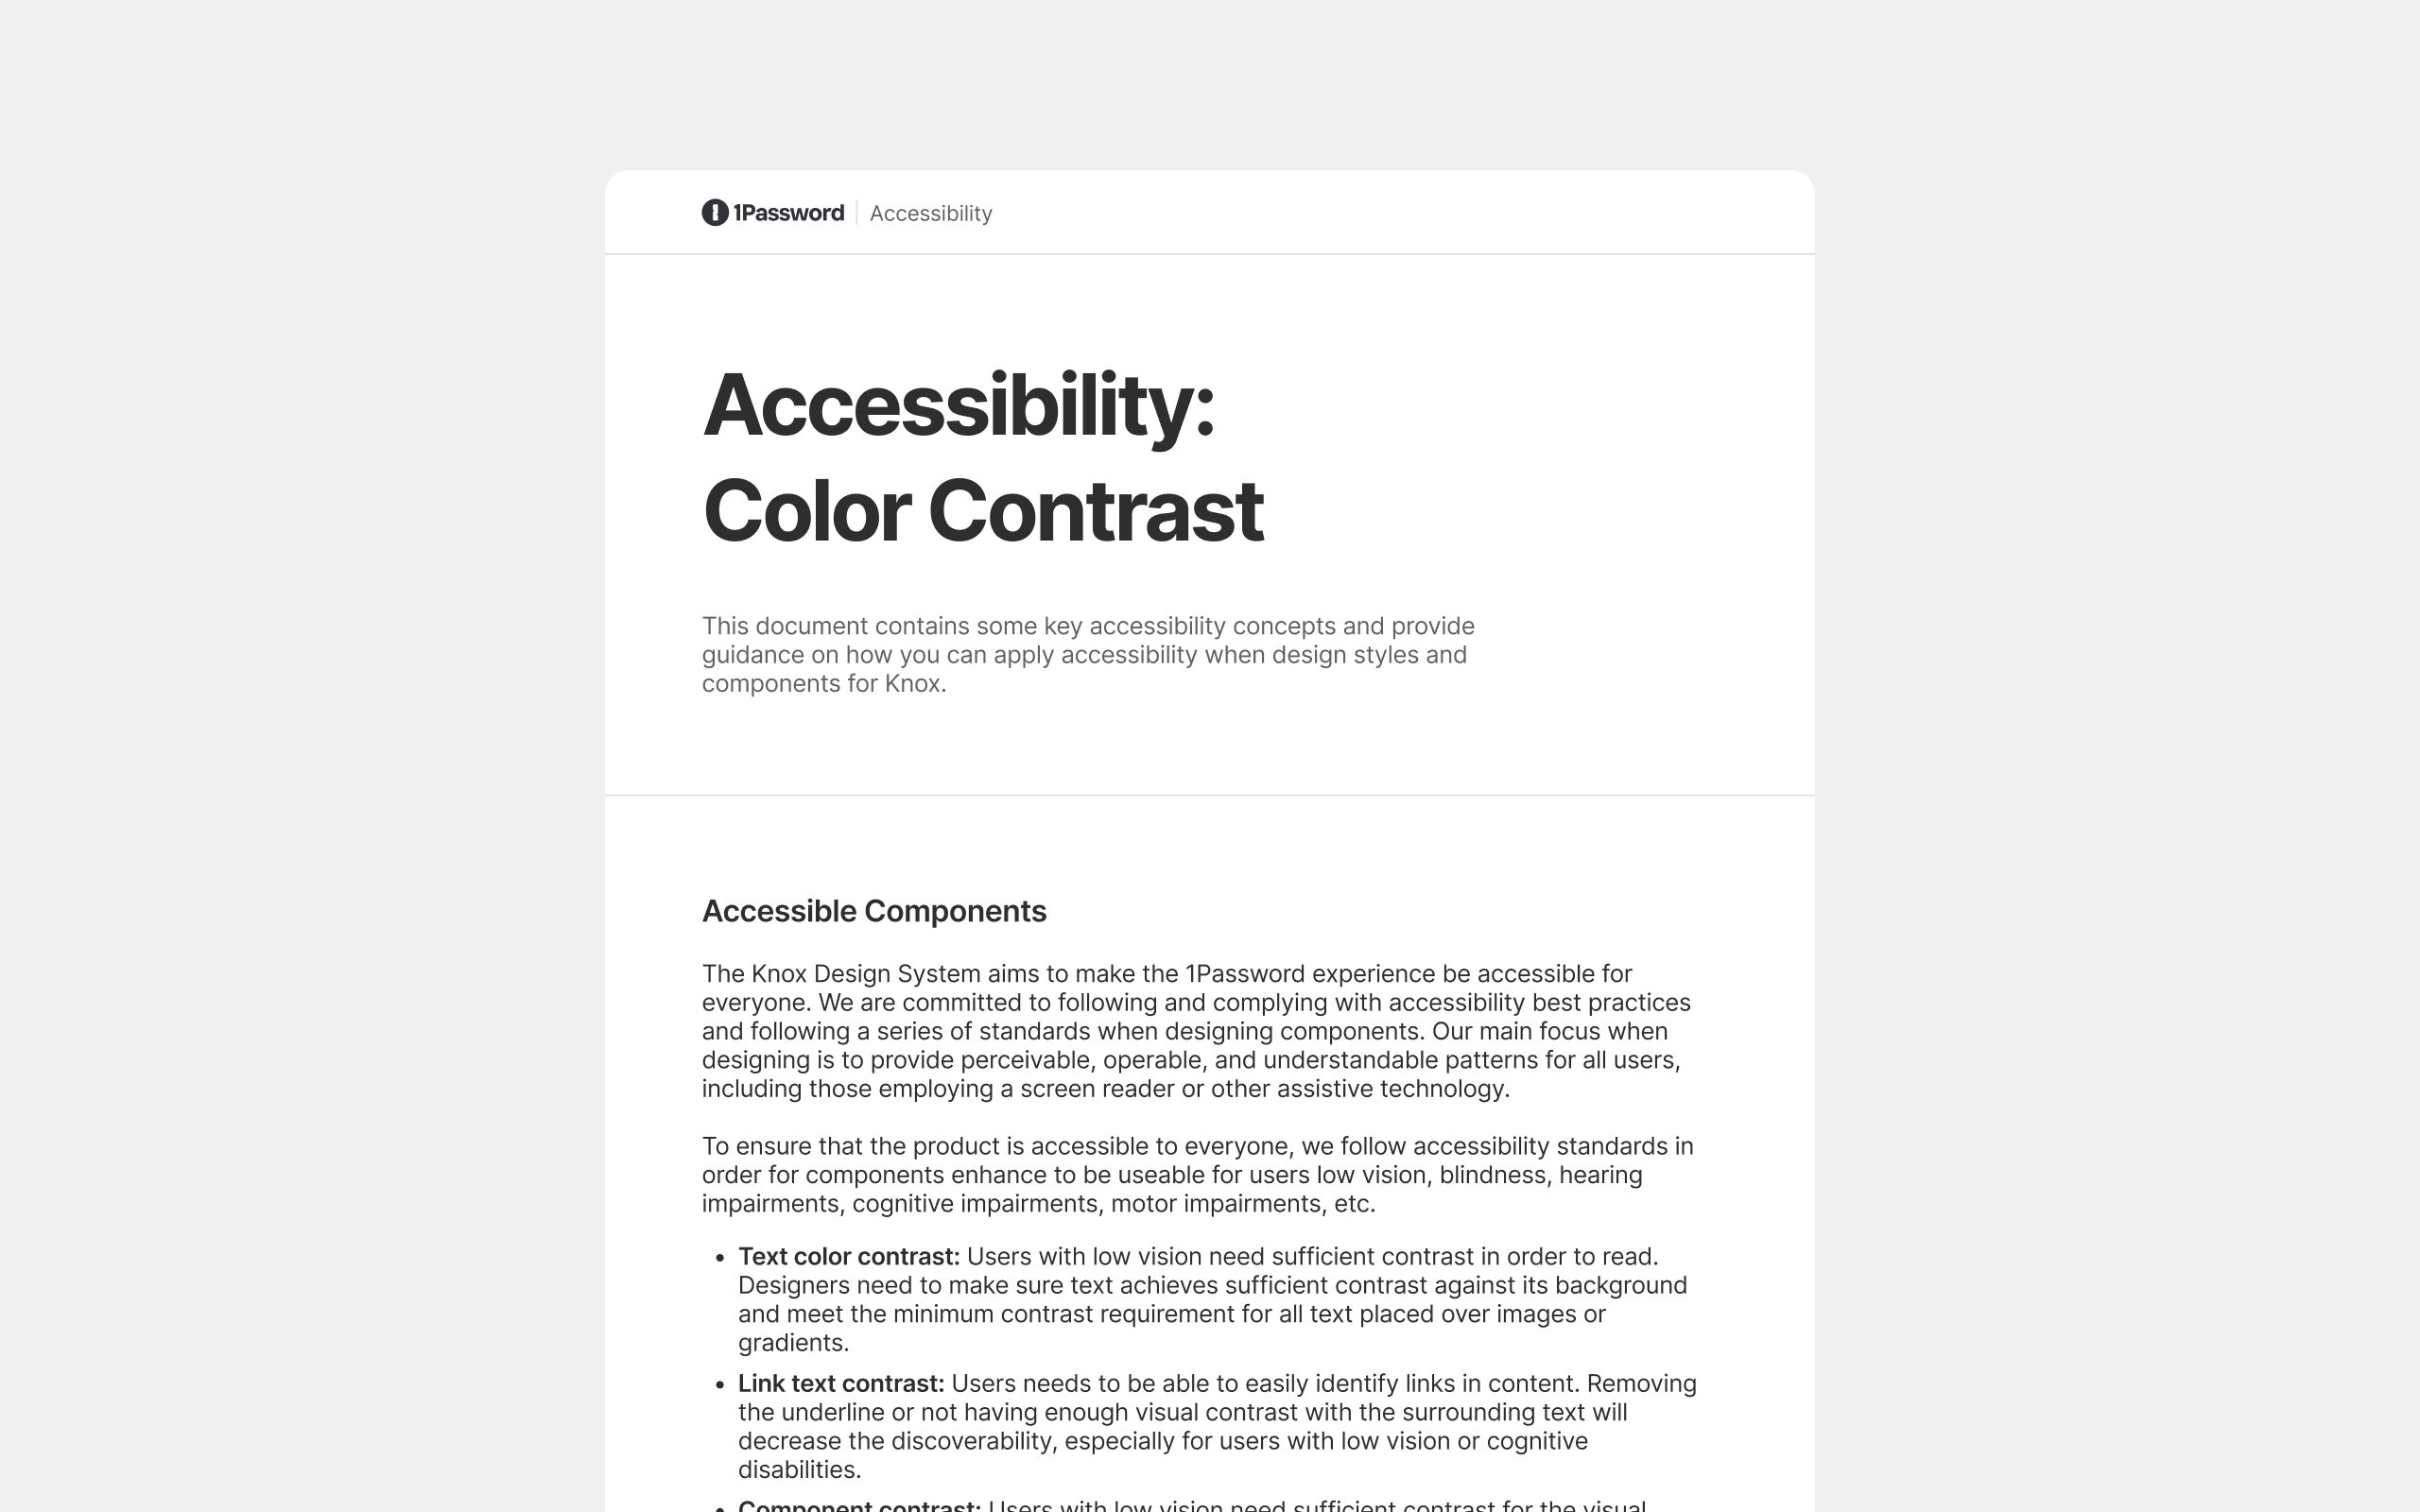 1Password | Accessibility
Accessibility:
Color Contrast
This document contains some key accessibility concepts and provide
guidance on how you can apply accessibility when design styles and
components for Knox.
Accessible Components
The Knox Design System aims to make the 1Password experience be accessible for
everyone. We are committed to following and complying with accessibility best practices
and following a series of standards when designing components. Our main focus when
designing is to provide perceivable, operable, and understandable patterns for all users,
including those employing a screen reader or other assistive technology.
To ensure that the product is accessible to everyone, we follow accessibility standards in
order for components enhance to be useable for users low vision, blindness, hearing
impairments, cognitive impairments, motor impairments, etc.
• Text color contrast: Users with low vision need sufficient contrast in order to read.
Designers need to make sure text achieves sufficient contrast against its background
and meet the minimum contrast requirement for all text placed over images or
gradients.
• Link text contrast: Users needs to be able to easily identify links in content. Removing
the underline or not having enough visual contrast with the surrounding text will
decrease the discoverability, especially for users with low vision or cognitive
disabilities.
• Component contrast: Users with low vision need sufficient contrast for the visual